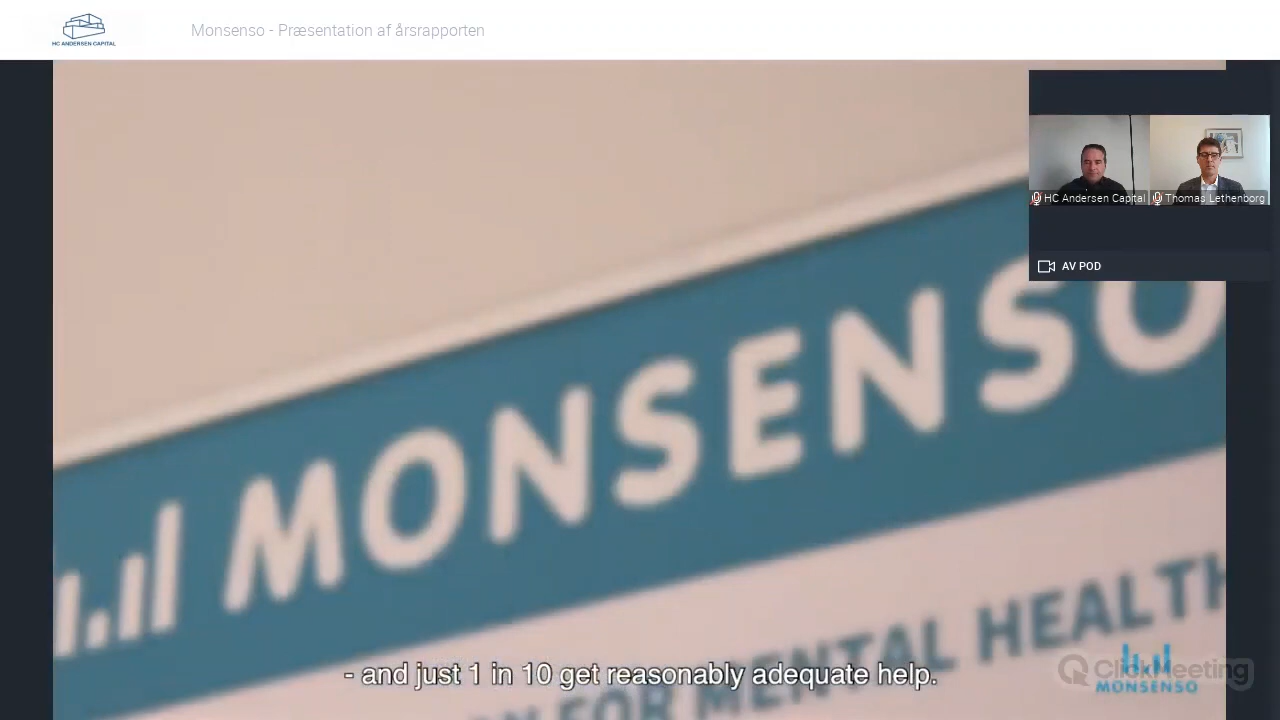 HC ANDERSEN CAPITAL
Monsenso - Præsentation af årsrapporten
HC Andersen Capital
Thomas Lethenborg
AV POD
MONSENSO
FOR MENTAL HEALTH
- and just 1 in 10 get reasonably adequate help.
ClickMeeting
MONSENSO